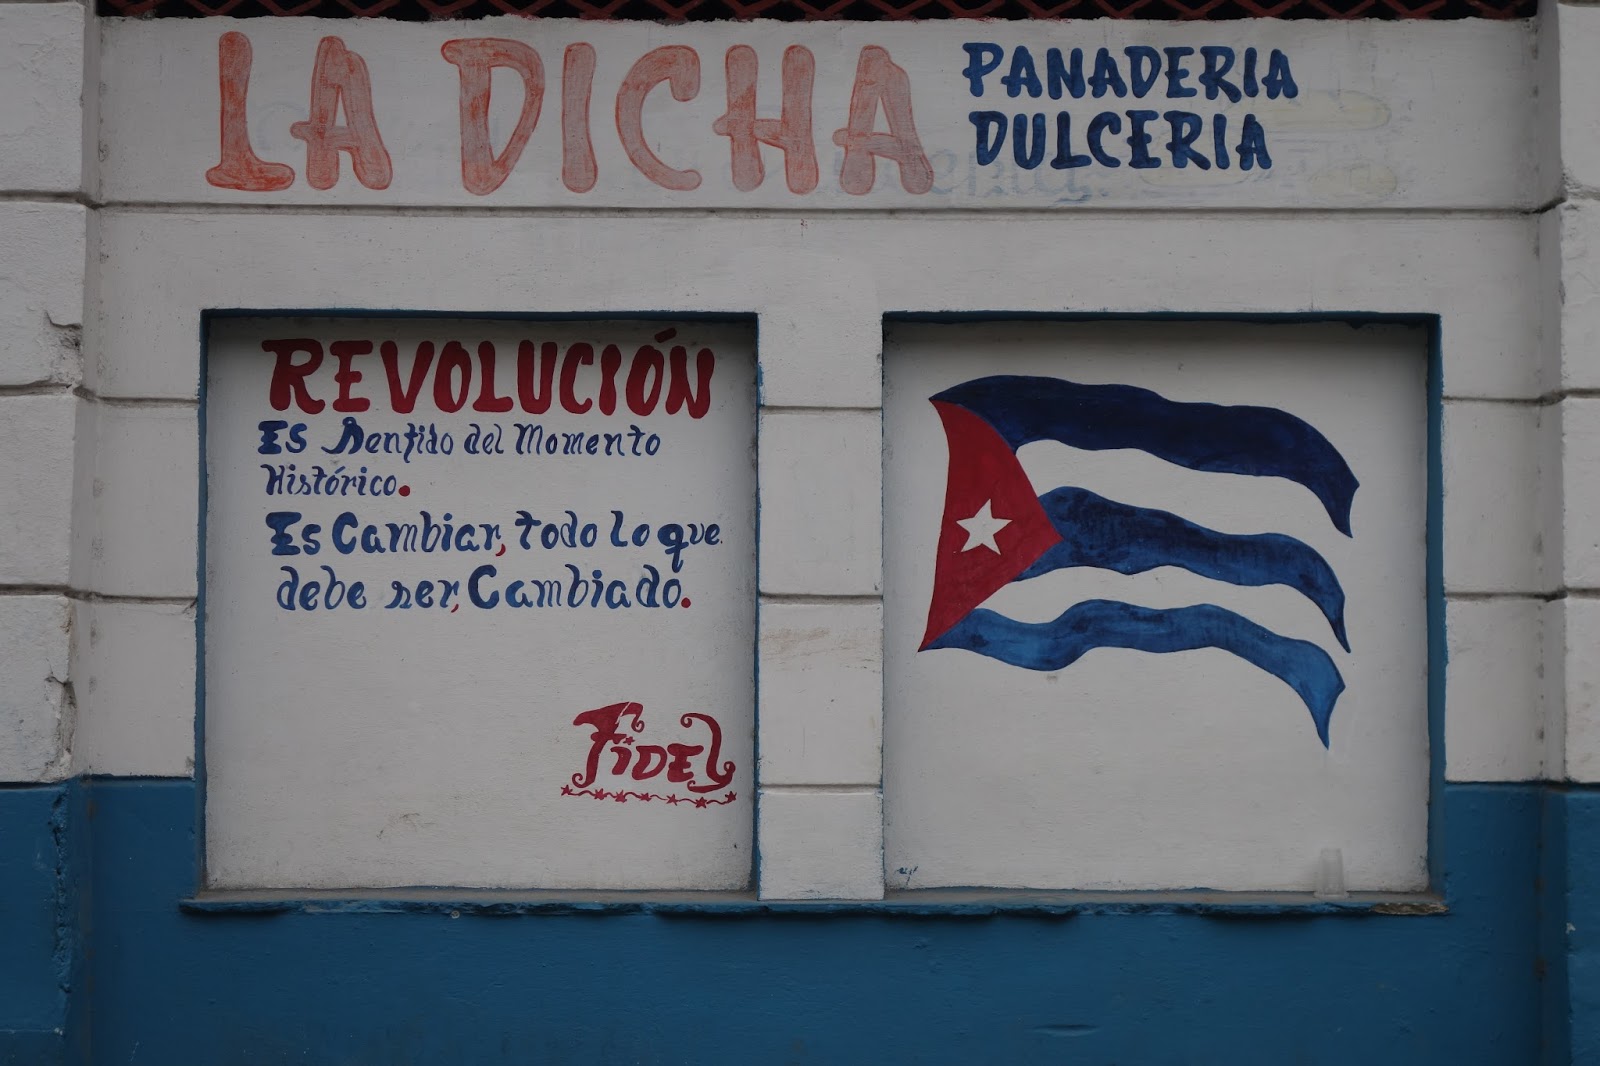 LA DICHA
PANADERIA
DULCERIA
REVOLUCIÓN
ES Sentido del Momento
Histórico.
Es Cambiar, todo lo que
debe ser, Cambiado.
FIDEL